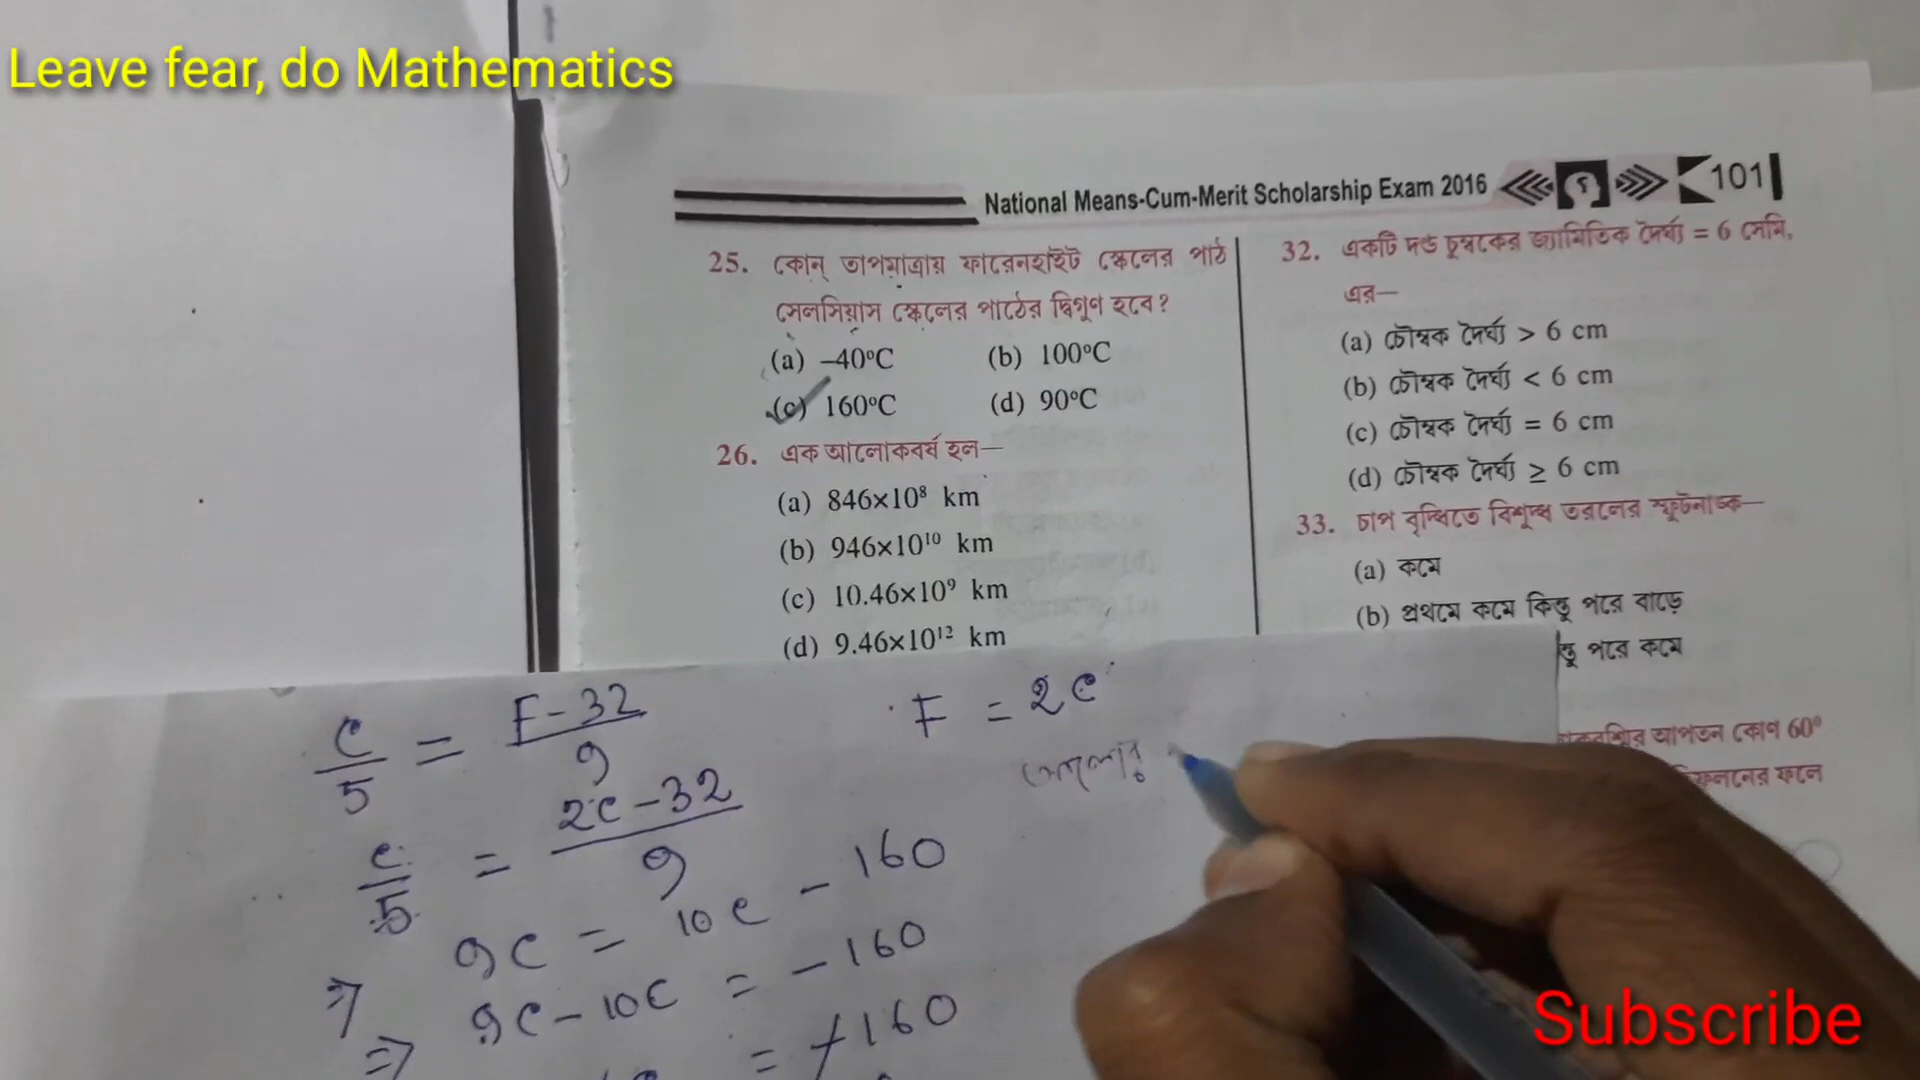 Leave fear, do Mathematics
National Means-Cum-Merit Scholarship Exam 2016 101
25. কোন্ তাপমাত্রায় ফারেনহাইট স্কেলের পাঠ
সেলসিয়াস স্কেলের পাঠের দ্বিগুণ হবে?
(a) –40°C (b) 100°C
(c) 160°C (d) 90°C
26. এক আলোকবর্ষ হল—
(a) 846×10⁸ km
(b) 946×10¹⁰ km
(c) 10.46×10⁹ km
(d) 9.46×10¹² km
32. একটি দণ্ড চুম্বকের জ্যামিতিক দৈর্ঘ্য = 6 সেমি,
এর—
(a) চৌম্বক দৈর্ঘ্য > 6 cm
(b) চৌম্বক দৈর্ঘ্য < 6 cm
(c) চৌম্বক দৈর্ঘ্য = 6 cm
(d) চৌম্বক দৈর্ঘ্য ≥ 6 cm
33. চাপ বৃদ্ধিতে বিশুদ্ধ তরলের স্ফুটনাঙ্ক—
(a) কমে
(b) প্রথমে কমে কিন্তু পরে বাড়ে
পরে কমে
আপতন কোণ 60°
ফলে
C/5 = F-32/9
F = 2C
C/5 = 2C-32/9
⇒ 9C = 10C - 160
⇒ 9C - 10C = -160
= -160
Subscribe